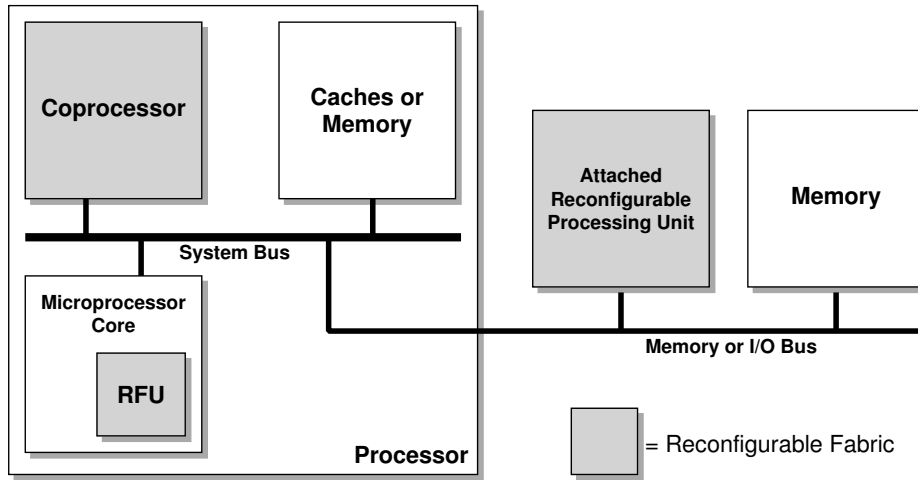 Coprocessor
Caches or
Memory
Attached
Reconfigurable
Processing Unit
Memory
System Bus
Microprocessor
Core
RFU
Memory or I/O Bus
Processor
= Reconfigurable Fabric